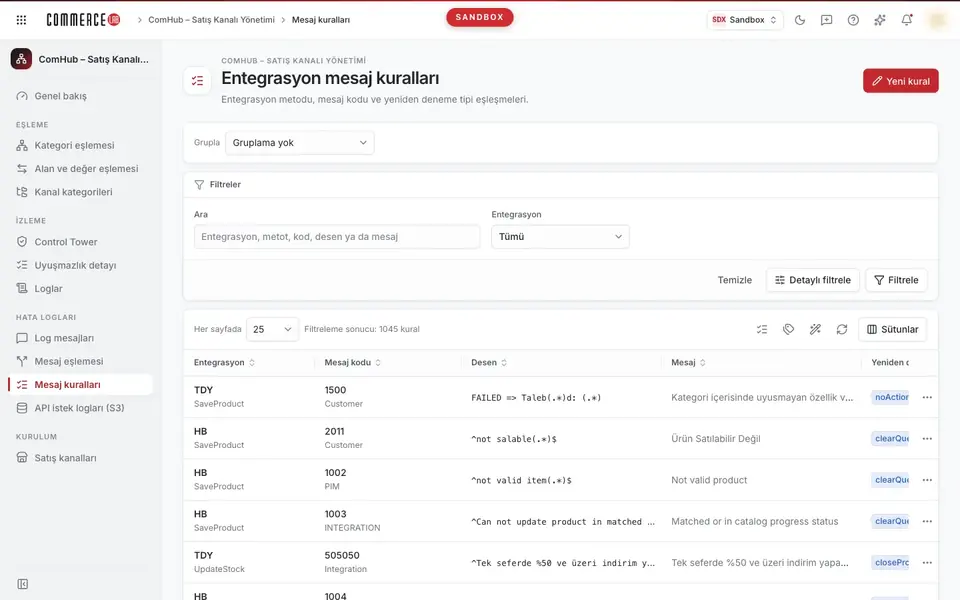 COMMERCE LAB
ComHub – Satış Kanalı Yönetimi
Mesaj kuralları
SANDBOX
SDX Sandbox
ComHub – Satış Kanalı...
Genel bakış
EŞLEME
Kategori eşlemesi
Alan ve değer eşlemesi
Kanal kategorileri
İZLEME
Control Tower
Uyuşmazlık detayı
Loglar
HATA LOGLARI
Log mesajları
Mesaj eşlemesi
Mesaj kuralları
API istek logları (S3)
KURULUM
Satış kanalları
COMHUB – SATIŞ KANALI YÖNETİMİ
Entegrasyon mesaj kuralları
Entegrasyon metodu, mesaj kodu ve yeniden deneme tipi eşleşmeleri.
Yeni kural
Grupla
Gruplama yok
Filtreler
Ara
Entegrasyon
Entegrasyon, metot, kod, desen ya da mesaj
Tümü
Temizle
Detaylı filtrele
Filtrele
Her sayfada 25
Filtreleme sonucu: 1045 kural
Sütunlar
Entegrasyon Mesaj kodu Desen Mesaj Yeniden d
TDY 1500
SaveProduct Customer
FAILED => Taleb(.*)d: (.*) Kategori içerisinde uyusmayan özellik v... noAction
HB 2011
SaveProduct Customer
^not salable(.*)$ Ürün Satılabilir Değil clearQue
HB 1002
SaveProduct PIM
^not valid item(.*)$ Not valid product clearQue
HB 1003
SaveProduct INTEGRATION
^Can not update product in matched ... Matched or in catalog progress status clearQue
TDY 505050
UpdateStock Integration
^Tek seferde %50 ve üzeri indirim y... Tek seferde %50 ve üzeri indirim yapa... closePro
HB 1004